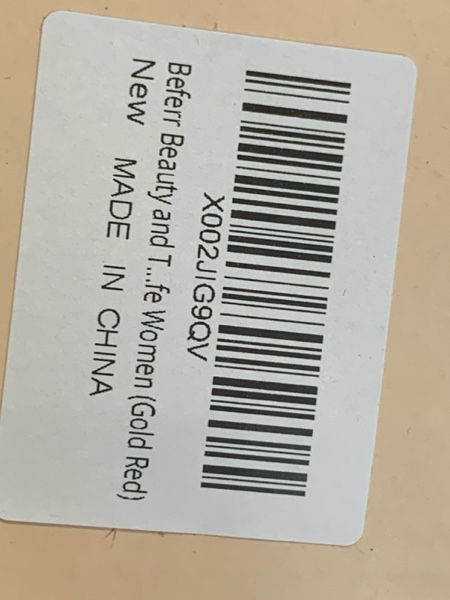 X002JIG9QV
Beferr Beauty and T...fe Women (Gold Red)
New MADE IN CHINA